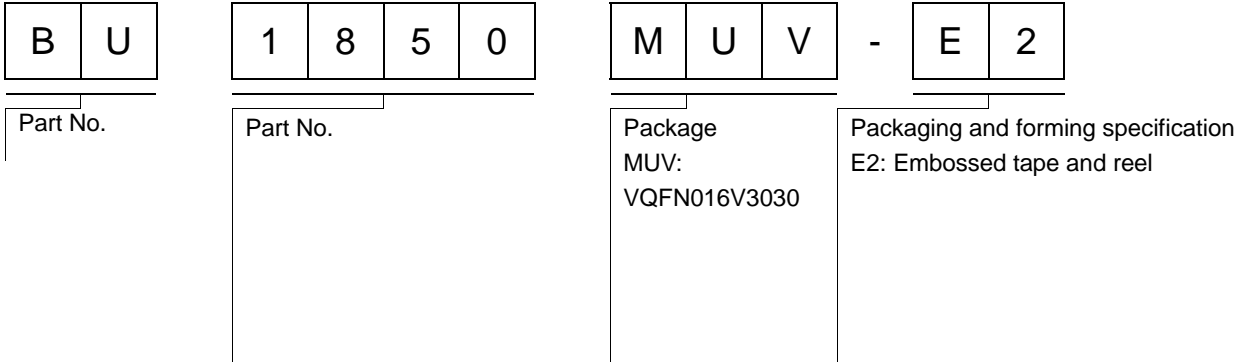 B U 1 8 5 0 M U V - E 2
Part No. Part No. Package Packaging and forming specification
MUV: E2: Embossed tape and reel
VQFN016V3030